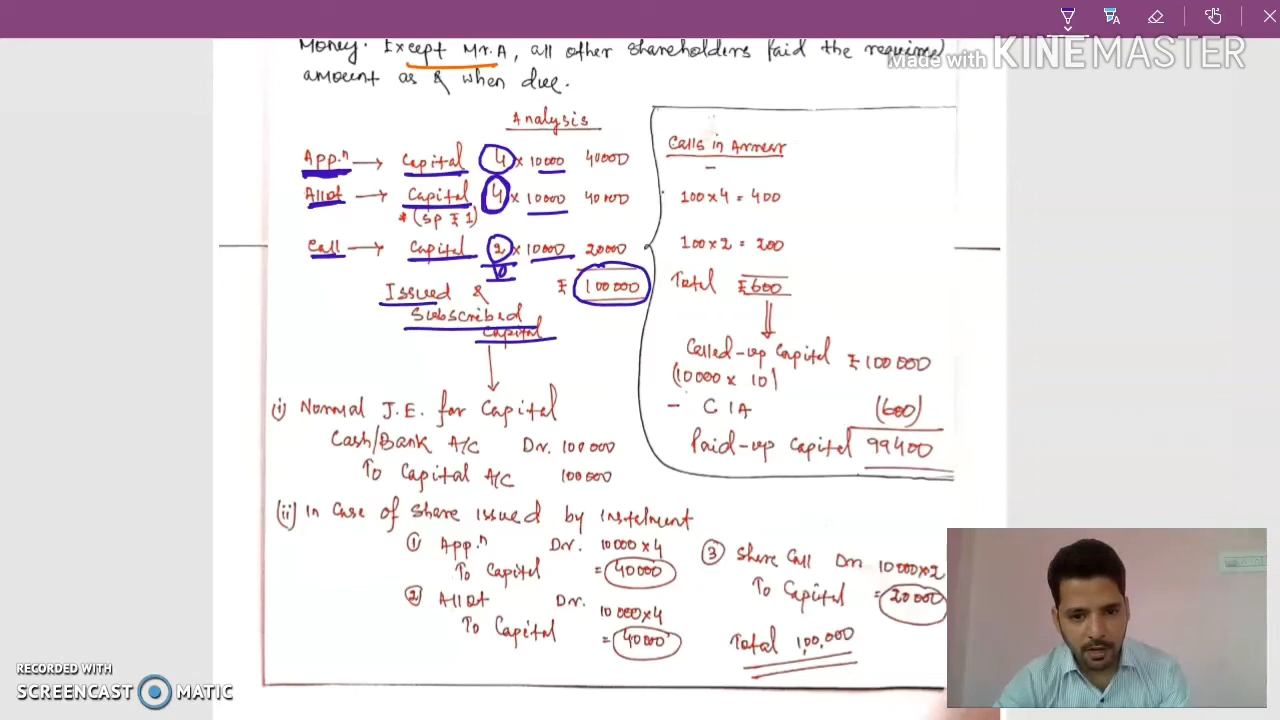 Money. Except Mr. A, all other shareholders paid the required
amount as & when due.
Made with KINEMASTER
Analysis
App.n → Capital 4 × 10000 40000
Allot → Capital 4 × 10000 40000
* (SP ₹ 1)
Call → Capital 2 × 10000 20000
10
Issued & ₹ 100000
Subscribed
Capital
Calls in Arrear
100×4 = 400
100×2 = 200
Total ₹600
Called-up Capital ₹100000
(10000 × 10)
- C I A (600)
Paid-up Capital 99400
i) Normal J.E. for Capital
Cash/Bank A/C Dr. 100000
To Capital A/C 100000
(ii) In Case of Share issued by Instelment
① App.n Dr. 10000×4
To Capital = 40000
② Allot Dr. 10000×4
To Capital = 40000
③ Share Call Dr 10000×2
To Capital = 20000
Total 1,00,000
RECORDED WITH
SCREENCAST MATIC